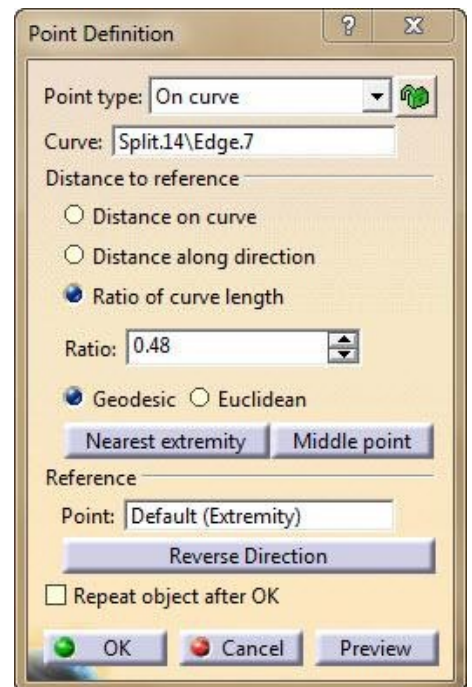 Point Definition
?
Point type: On curve
Curve: Split.14\Edge.7
Distance to reference
Distance on curve
Distance along direction
Ratio of curve length
Ratio: 0.48
Geodesic Euclidean
Nearest extremity Middle point
Reference
Point: Default (Extremity)
Reverse Direction
Repeat object after OK
OK Cancel Preview